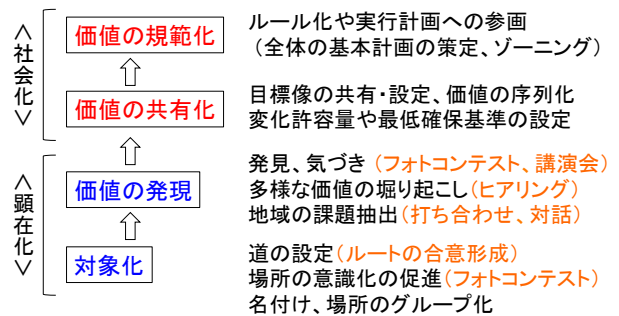 <社会化>
価値の規範化
ルール化や実行計画への参画
(全体の基本計画の策定、ゾーニング)
価値の共有化
目標像の共有・設定、価値の序列化
変化許容量や最低確保基準の設定
<顕在化>
価値の発現
発見、気づき(フォトコンテスト、講演会)
多様な価値の堀り起こし(ヒアリング)
地域の課題抽出(打ち合わせ、対話)
対象化
道の設定(ルートの合意形成)
場所の意識化の促進(フォトコンテスト)
名付け、場所のグループ化